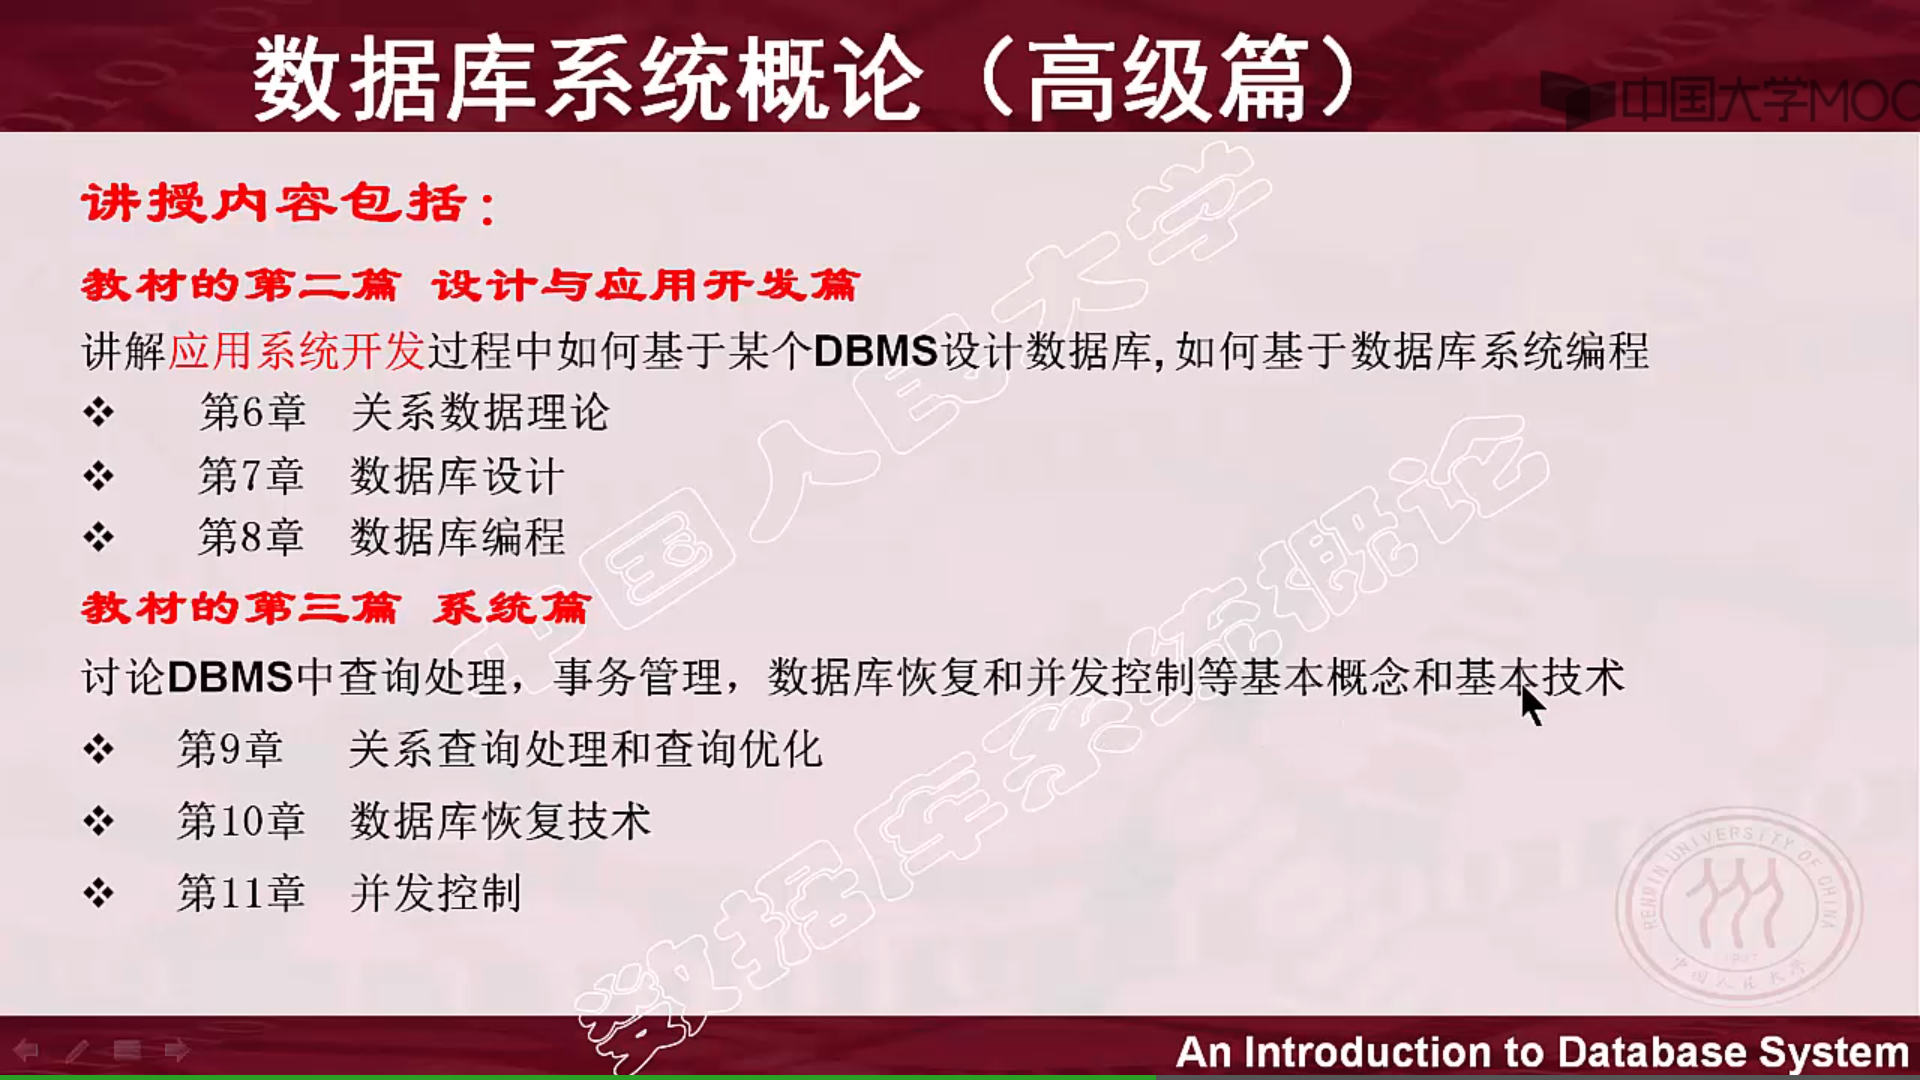 数据库系统概论（高级篇）
中国大学MOO
讲授内容包括：
教材的第二篇 设计与应用开发篇
讲解应用系统开发过程中如何基于某个DBMS设计数据库,如何基于数据库系统编程
❖ 第6章 关系数据理论
❖ 第7章 数据库设计
❖ 第8章 数据库编程
教材的第三篇 系统篇
讨论DBMS中查询处理，事务管理，数据库恢复和并发控制等基本概念和基本技术
❖ 第9章 关系查询处理和查询优化
❖ 第10章 数据库恢复技术
❖ 第11章 并发控制
中国人民大学
数据库系统概论
RENMIN UNIVERSITY OF CHINA
1937
中国人民大学
An Introduction to Database System